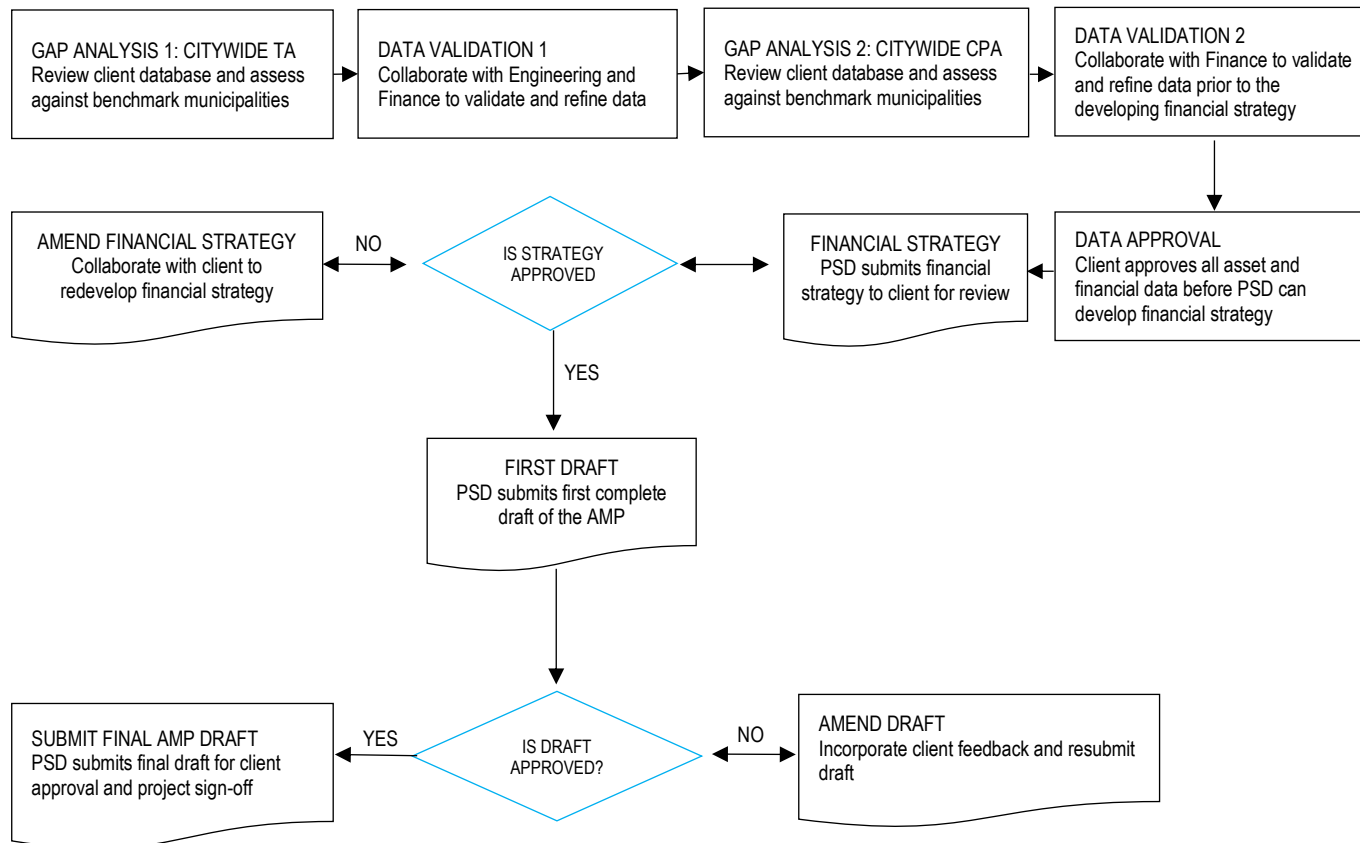 GAP ANALYSIS 1: CITYWIDE TA
Review client database and assess
against benchmark municipalities
DATA VALIDATION 1
Collaborate with Engineering and
Finance to validate and refine data
GAP ANALYSIS 2: CITYWIDE CPA
Review client database and assess
against benchmark municipalities
DATA VALIDATION 2
Collaborate with Finance to validate
and refine data prior to the
developing financial strategy
AMEND FINANCIAL STRATEGY
Collaborate with client to
redevelop financial strategy
NO
IS STRATEGY
APPROVED
FINANCIAL STRATEGY
PSD submits financial
strategy to client for review
DATA APPROVAL
Client approves all asset and
financial data before PSD can
develop financial strategy
YES
FIRST DRAFT
PSD submits first complete
draft of the AMP
SUBMIT FINAL AMP DRAFT
PSD submits final draft for client
approval and project sign-off
YES
IS DRAFT
APPROVED?
NO
AMEND DRAFT
Incorporate client feedback and resubmit
draft